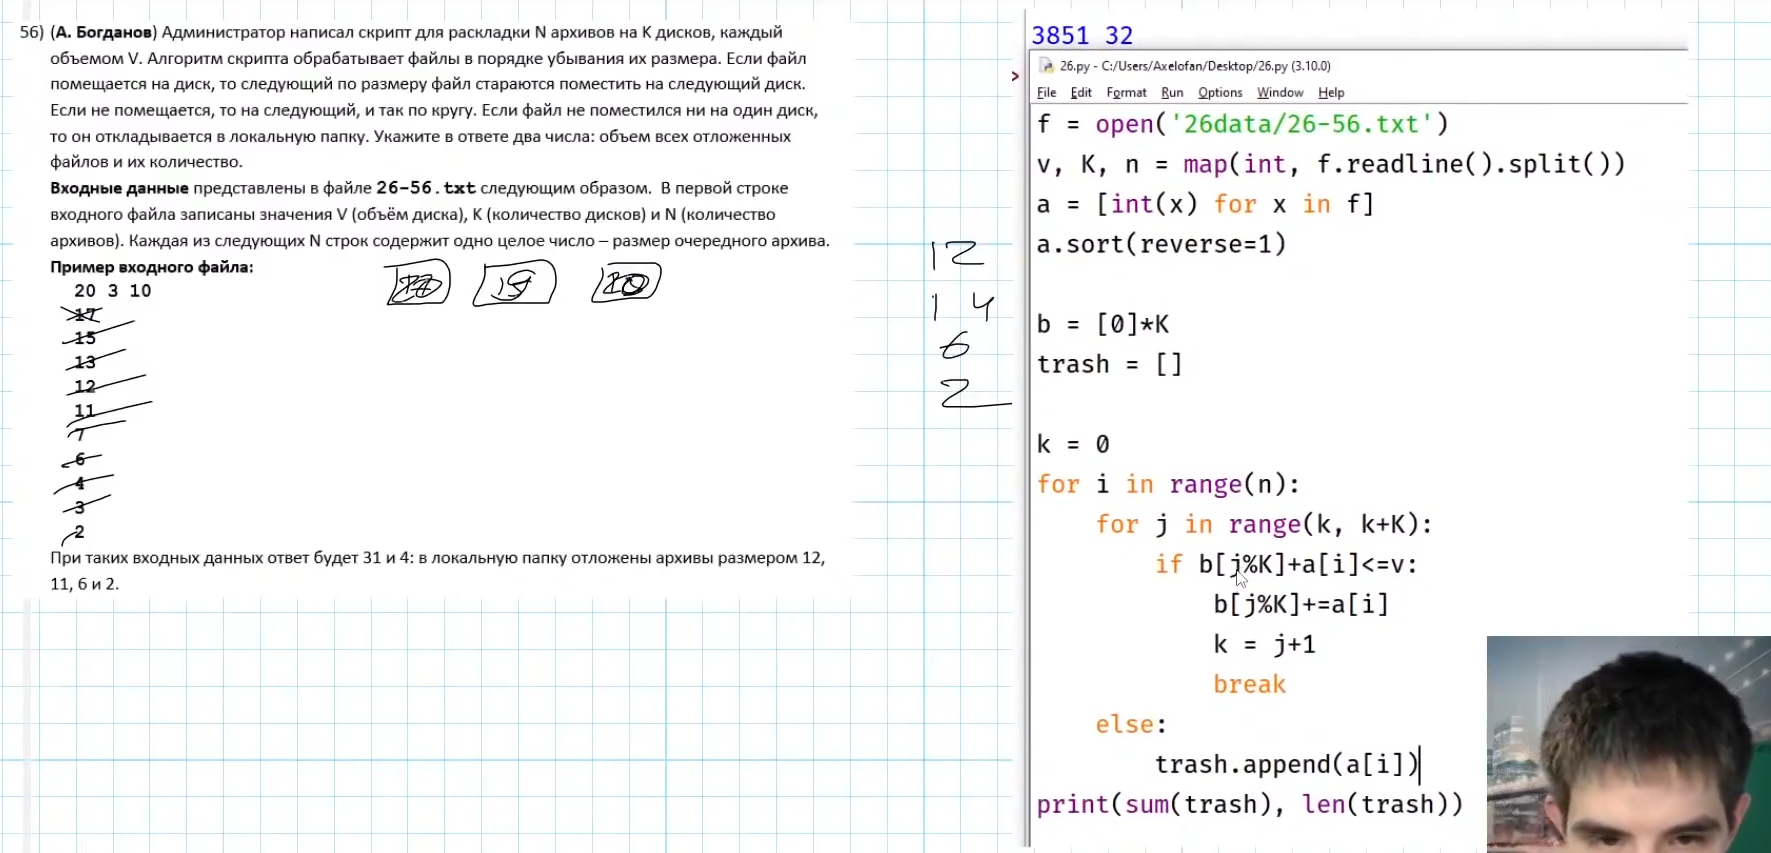 56) (А. Богданов) Администратор написал скрипт для раскладки N архивов на K дисков, каждый
объемом V. Алгоритм скрипта обрабатывает файлы в порядке убывания их размера. Если файл
помещается на диск, то следующий по размеру файл стараются поместить на следующий диск.
Если не помещается, то на следующий, и так по кругу. Если файл не поместился ни на один диск,
то он откладывается в локальную папку. Укажите в ответе два числа: объем всех отложенных
файлов и их количество.
Входные данные представлены в файле 26-56.txt следующим образом. В первой строке
входного файла записаны значения V (объём диска), K (количество дисков) и N (количество
архивов). Каждая из следующих N строк содержит одно целое число – размер очередного архива.
Пример входного файла:
20 3 10
17
15
13
12
11
7
6
4
3
2
При таких входных данных ответ будет 31 и 4: в локальную папку отложены архивы размером 12,
11, 6 и 2.
12
14
6
2
3851 32
26.py - C:/Users/Axelofan/Desktop/26.py (3.10.0)
File Edit Format Run Options Window Help
f = open('26data/26-56.txt')
v, K, n = map(int, f.readline().split())
a = [int(x) for x in f]
a.sort(reverse=1)
b = [0]*K
trash = []
k = 0
for i in range(n):
for j in range(k, k+K):
if b[j%K]+a[i]<=v:
b[j%K]+=a[i]
k = j+1
break
else:
trash.append(a[i])
print(sum(trash), len(trash))